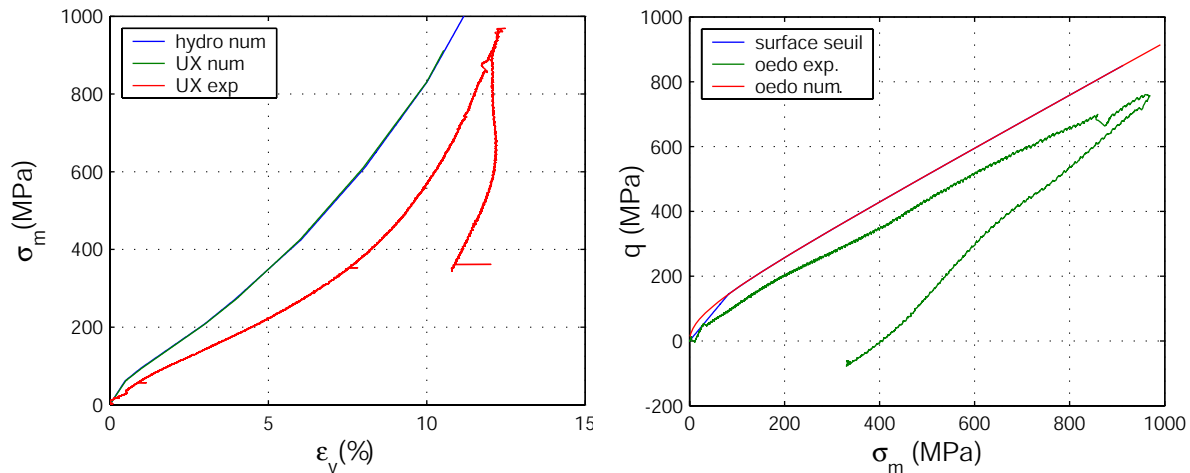 1000
800
600
400
200
0
0
5
10
15
σm(MPa)
εv(%)
hydro num
UX num
UX exp
1000
800
600
400
200
0
-200
0
200
400
600
800
1000
q (MPa)
σm (MPa)
surface seuil
oedo exp.
oedo num.